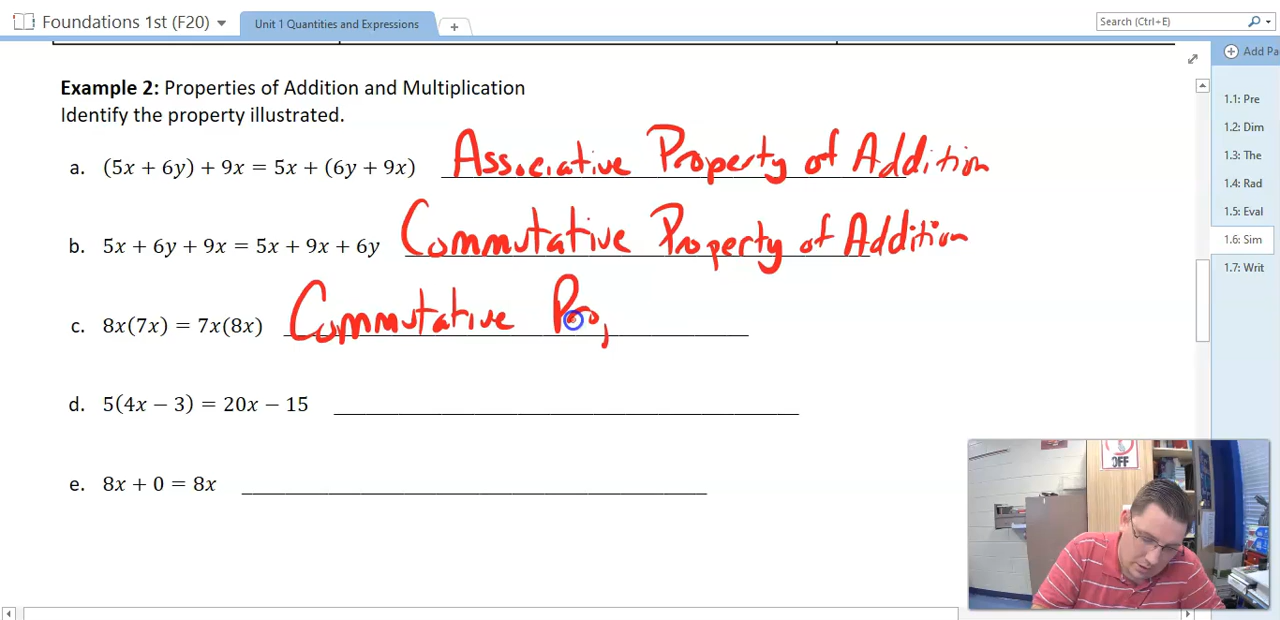 Foundations 1st (F20)
Unit 1 Quantities and Expressions
Search (Ctrl+E)
Add Pa
Example 2: Properties of Addition and Multiplication
Identify the property illustrated.
a. (5x + 6y) + 9x = 5x + (6y + 9x) Associative Property of Addition
b. 5x + 6y + 9x = 5x + 9x + 6y Commutative Property of Addition
c. 8x(7x) = 7x(8x) Commutative
d. 5(4x − 3) = 20x − 15
e. 8x + 0 = 8x
1.1: Pre
1.2: Dim
1.3: The
1.4: Rad
1.5: Eval
1.6: Sim
1.7: Writ
OFF